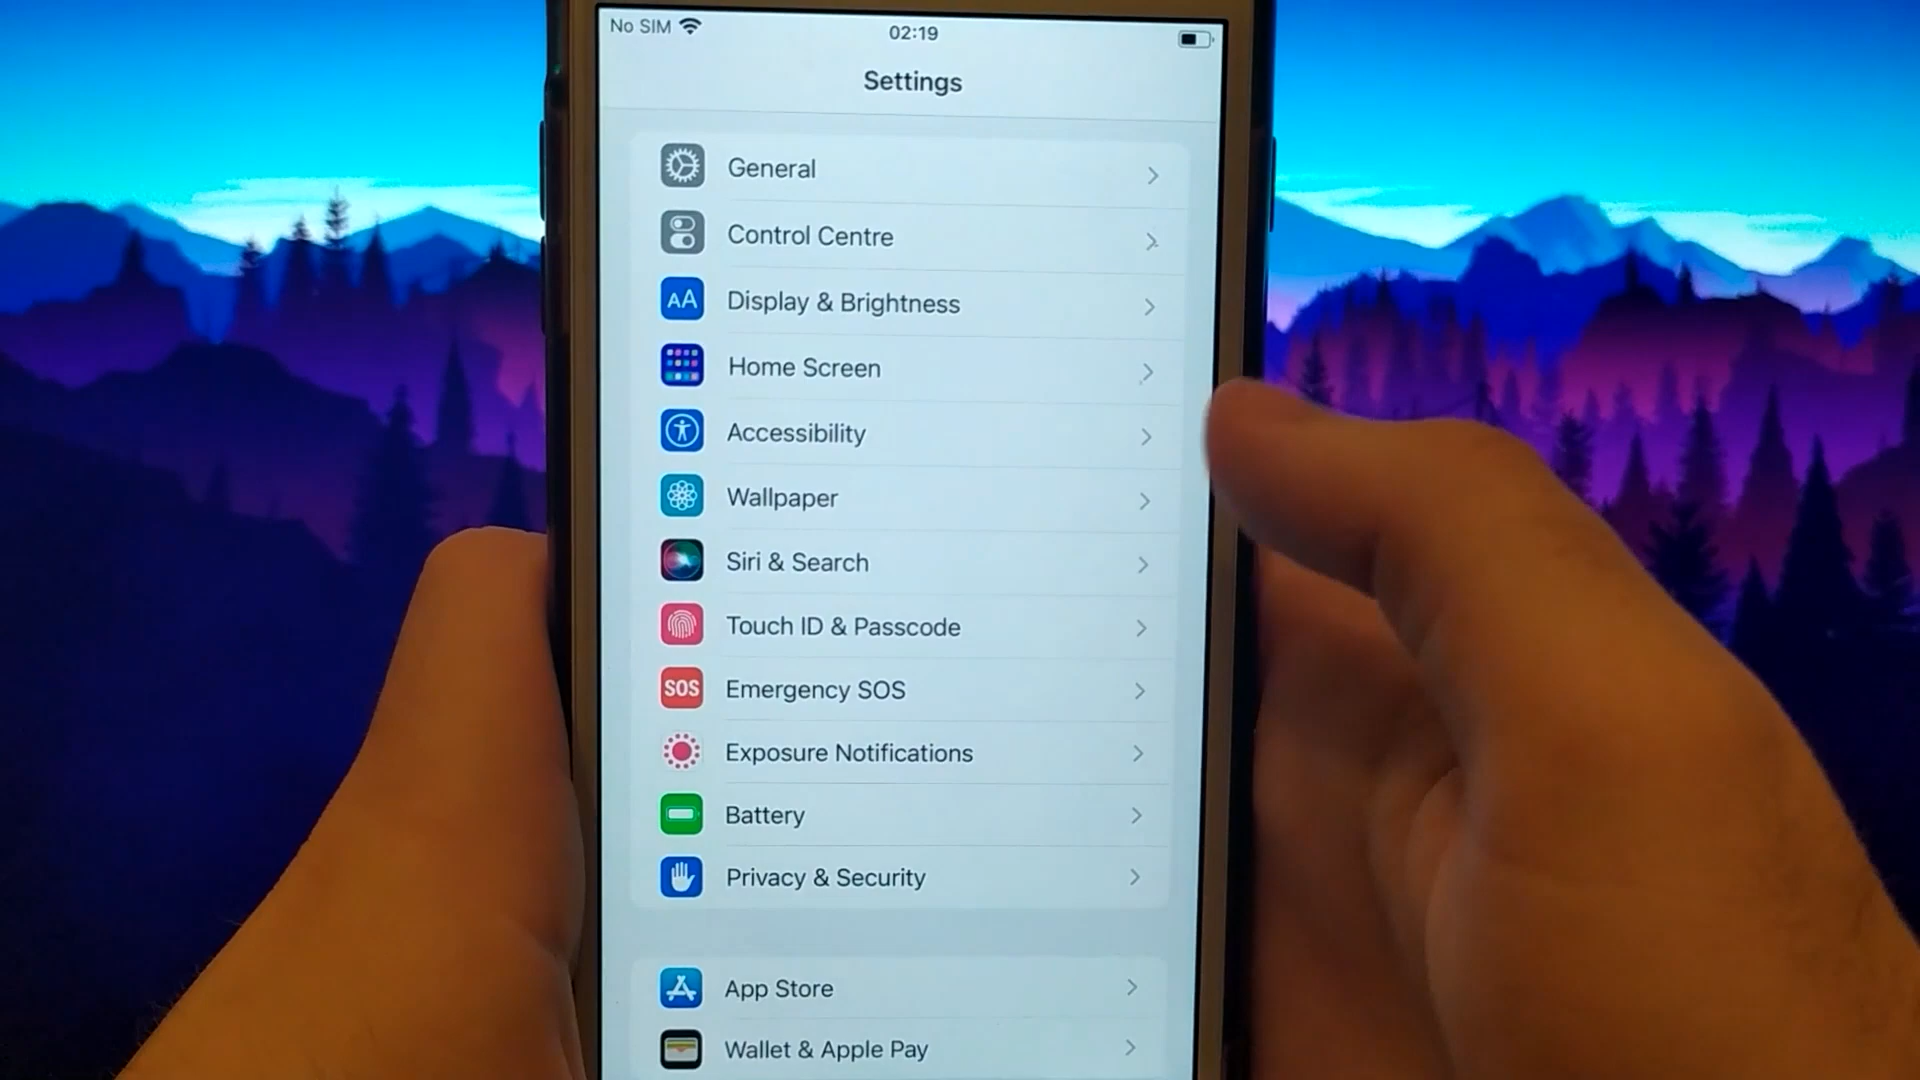 No SIM 02:19
Settings
General
Control Centre
AA Display & Brightness
Home Screen
Accessibility
Wallpaper
Siri & Search
Touch ID & Passcode
SOS Emergency SOS
Exposure Notifications
Battery
Privacy & Security
App Store
Wallet & Apple Pay